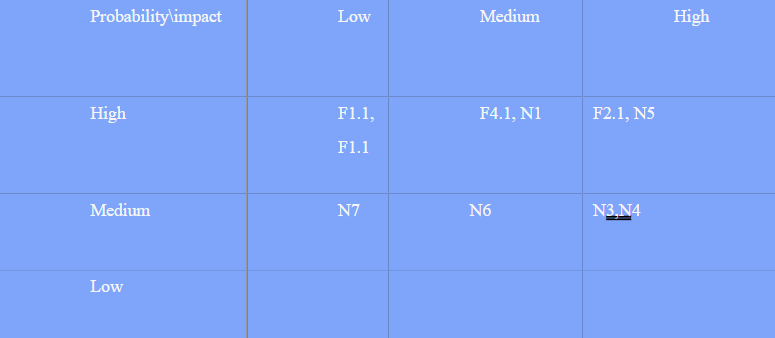 Probability\impact Low Medium High
High F1.1, F4.1, N1 F2.1, N5
F1.1
Medium N7 N6 N3,N4
Low